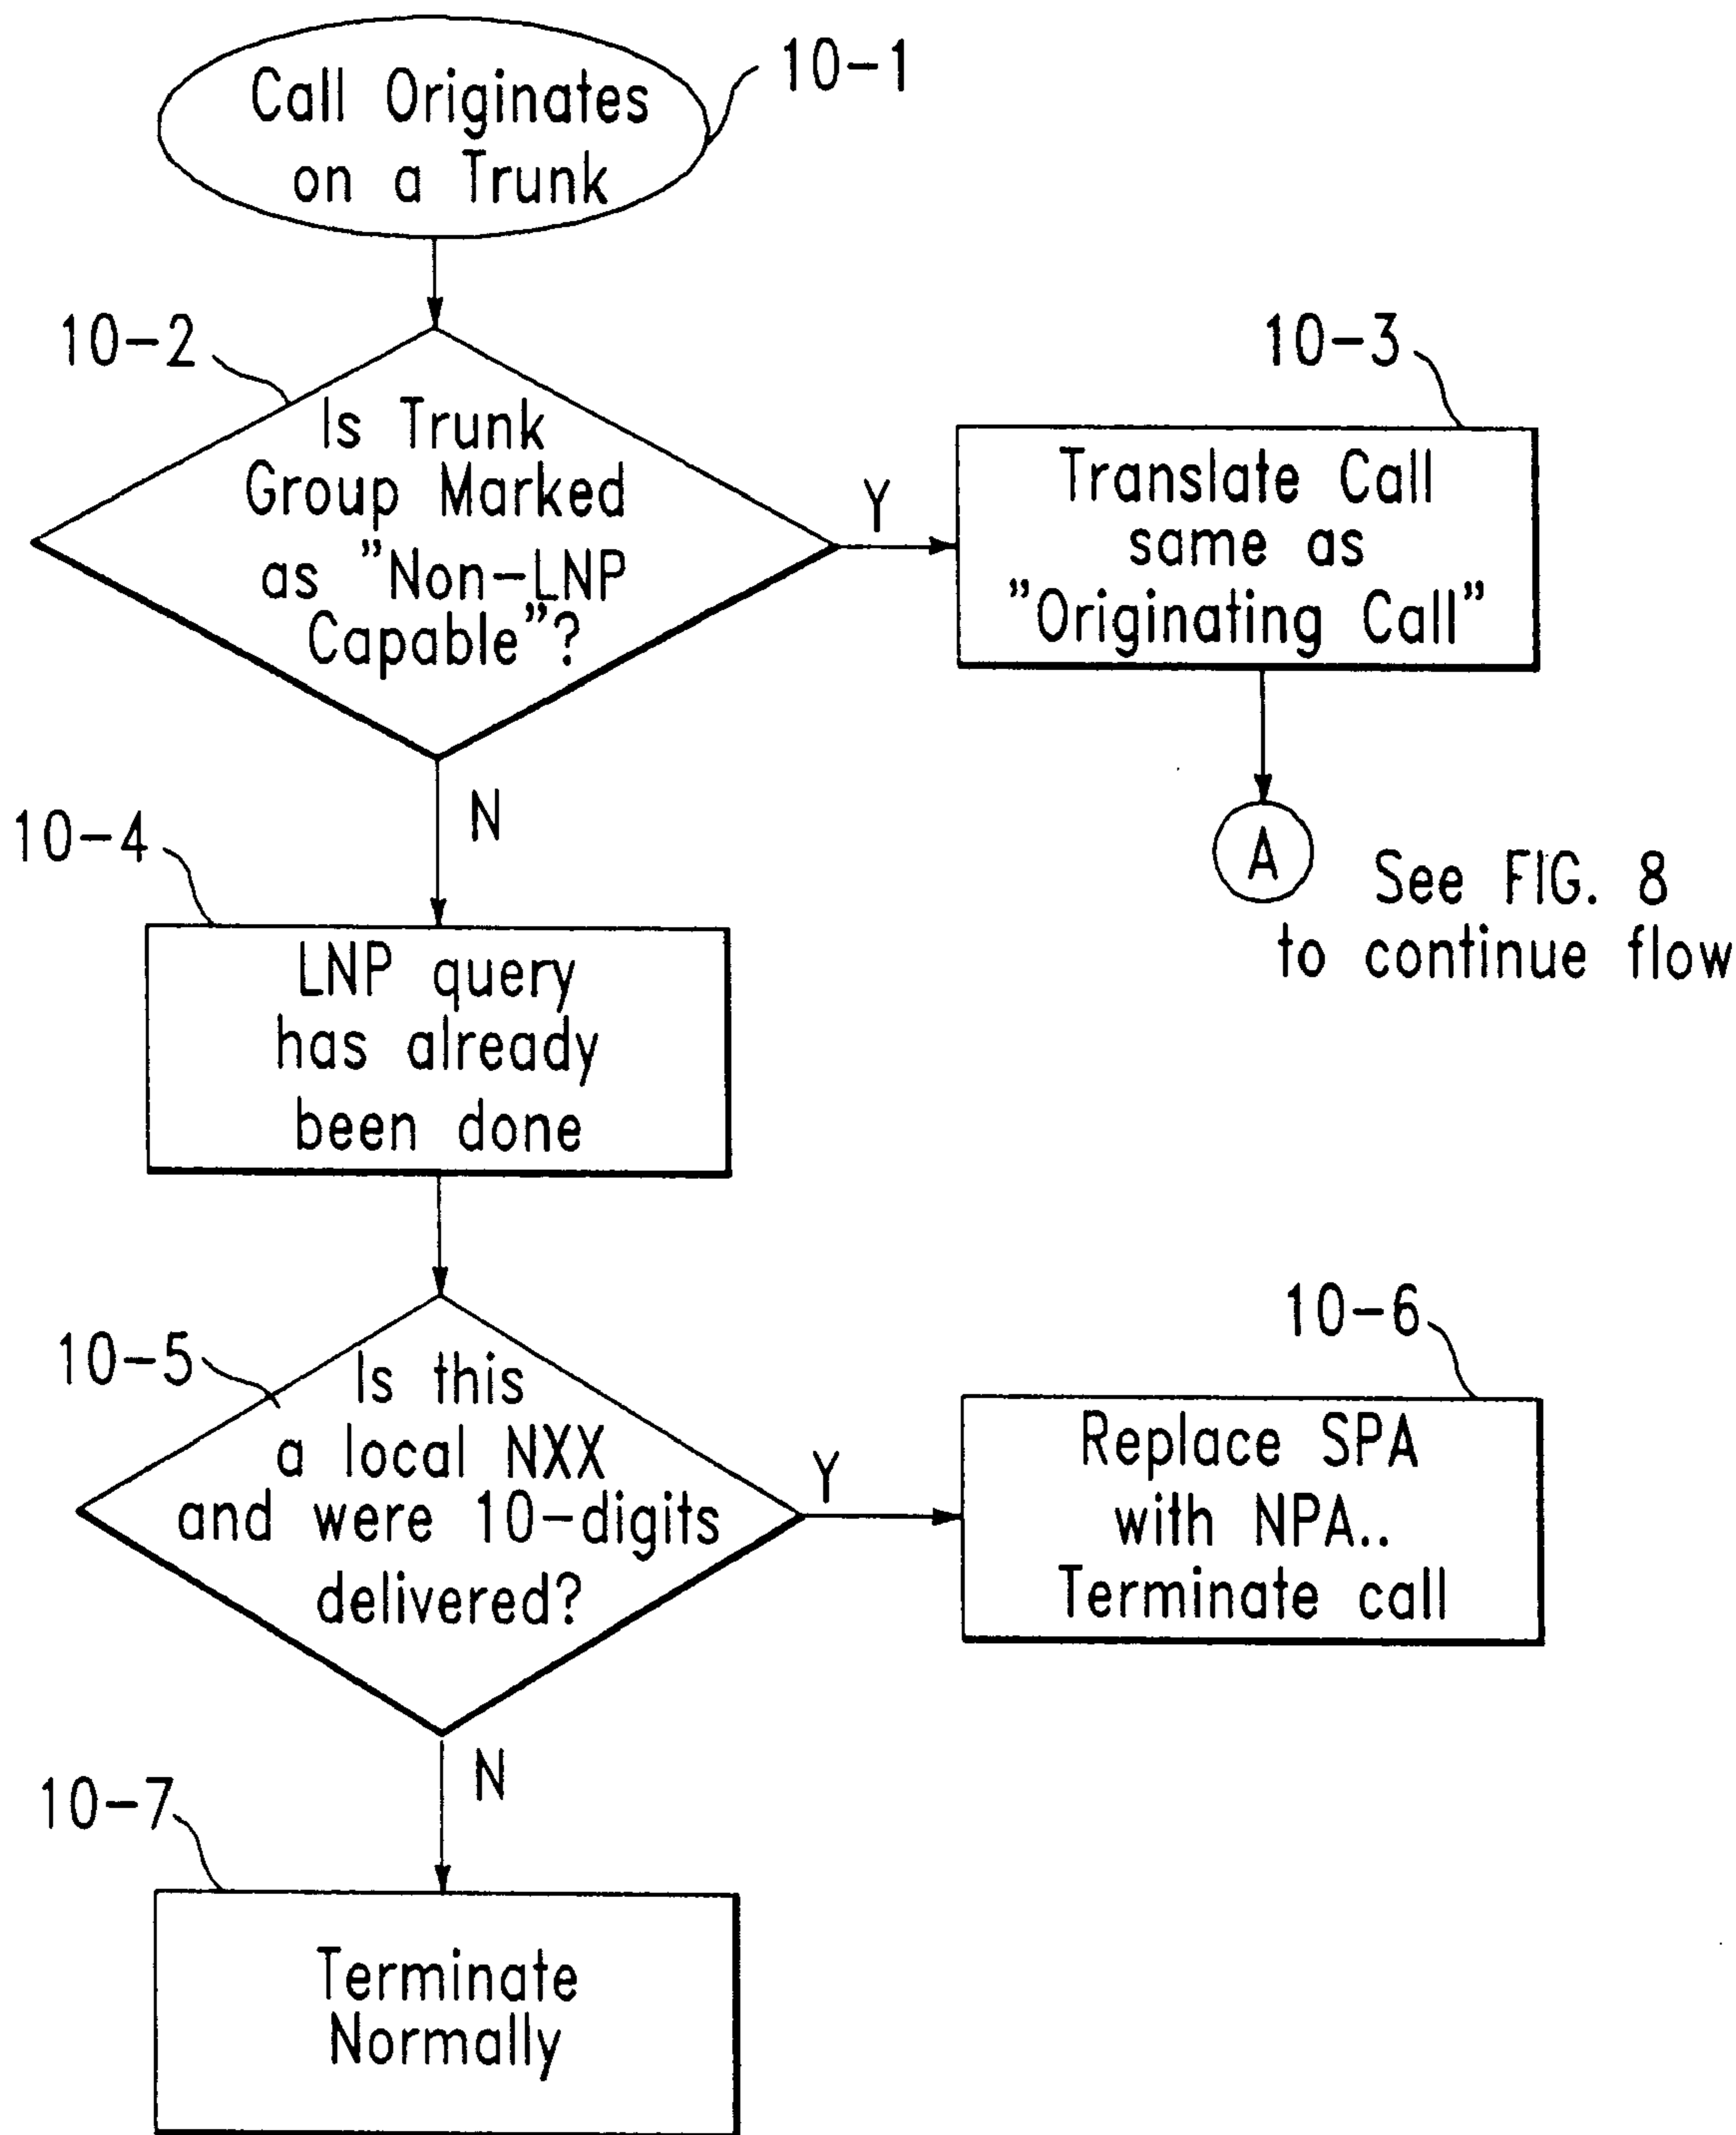 Call Originates
on a Trunk
10-1
10-2
Is Trunk
Group Marked
as "Non-LNP
Capable"?
Y
10-3
Translate Call
same as
"Originating Call"
A
See FIG. 8
to continue flow
N
10-4
LNP query
has already
been done
10-5
Is this
a local NXX
and were 10-digits
delivered?
Y
10-6
Replace SPA
with NPA..
Terminate call
N
10-7
Terminate
Normally